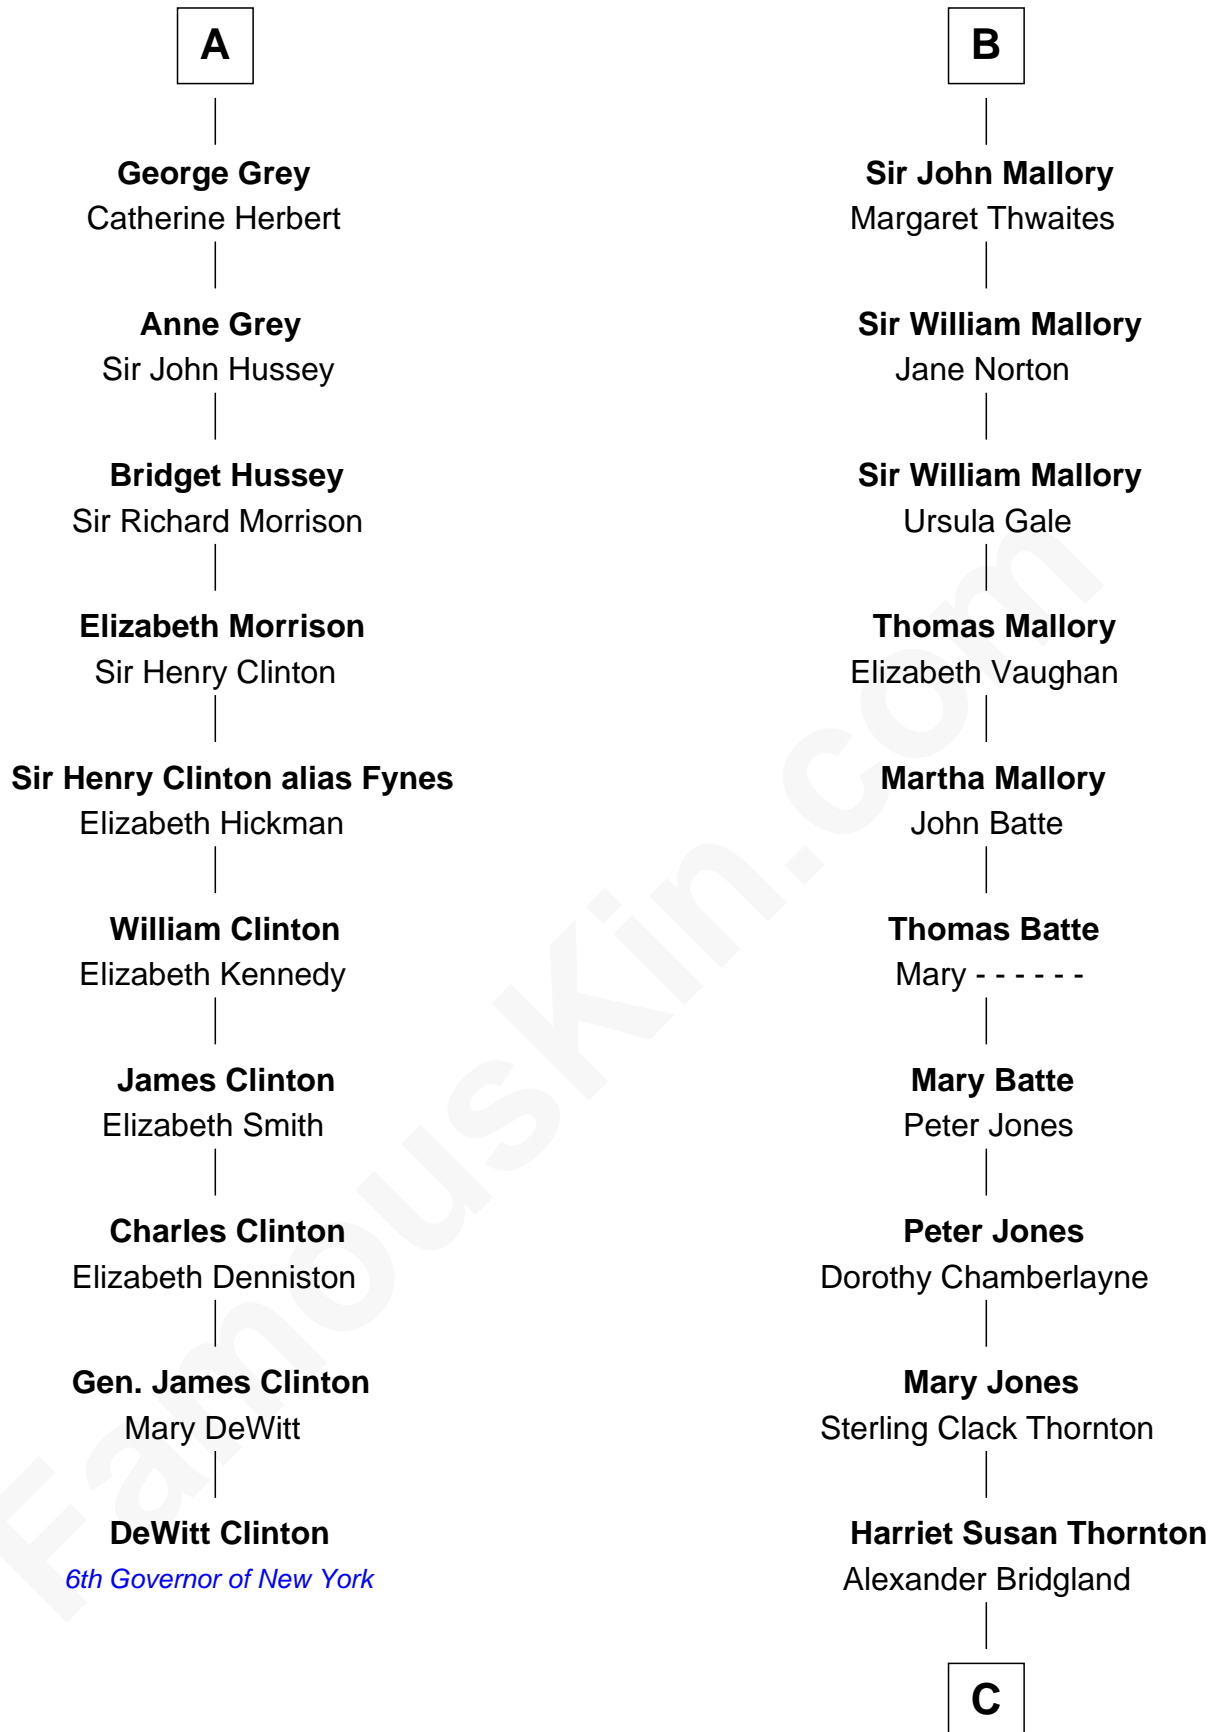 A
George Grey
Catherine Herbert
Anne Grey
Sir John Hussey
Bridget Hussey
Sir Richard Morrison
Elizabeth Morrison
Sir Henry Clinton
Sir Henry Clinton alias Fynes
Elizabeth Hickman
William Clinton
Elizabeth Kennedy
James Clinton
Elizabeth Smith
Charles Clinton
Elizabeth Denniston
Gen. James Clinton
Mary DeWitt
DeWitt Clinton
6th Governor of New York
B
Sir John Mallory
Margaret Thwaites
Sir William Mallory
Jane Norton
Sir William Mallory
Ursula Gale
Thomas Mallory
Elizabeth Vaughan
Martha Mallory
John Batte
Thomas Batte
Mary - - - - - -
Mary Batte
Peter Jones
Peter Jones
Dorothy Chamberlayne
Mary Jones
Sterling Clack Thornton
Harriet Susan Thornton
Alexander Bridgland
C
FamousKin.com